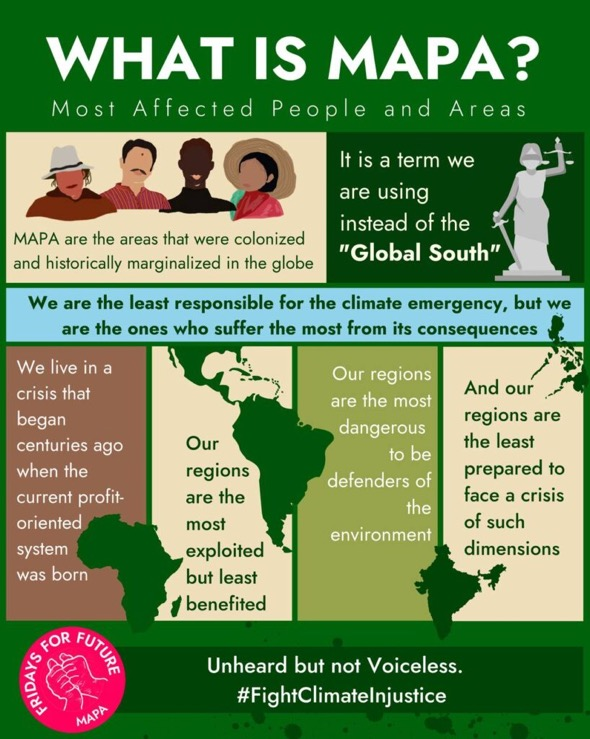 WHAT IS MAPA?
Most Affected People and Areas
MAPA are the areas that were colonized
and historically marginalized in the globe
It is a term we
are using
instead of the
"Global South"
We are the least responsible for the climate emergency, but we
are the ones who suffer the most from its consequences
We live in a
crisis that
began
centuries ago
when the
current profit-
oriented
system
was born
Our
regions
are the
most
exploited
but least
benefited
Our regions
are the most
dangerous
to be
defenders of
the
environment
And our
regions are
the least
prepared to
face a crisis
of such
dimensions
FRIDAYS FOR FUTURE
MAPA
Unheard but not Voiceless.
#FightClimateInjustice